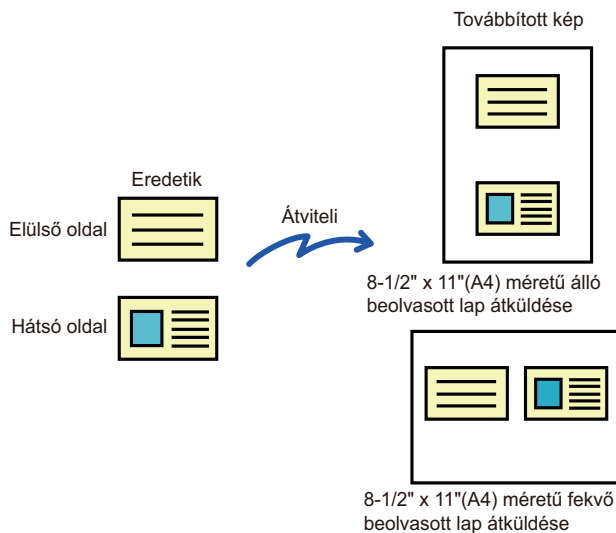 Továbbított kép
Eredetik
Elülső oldal
Átviteli
Hátsó oldal
8-1/2" x 11"(A4) méretű álló
beolvasott lap átküldése
8-1/2" x 11"(A4) méretű fekvő
beolvasott lap átküldése